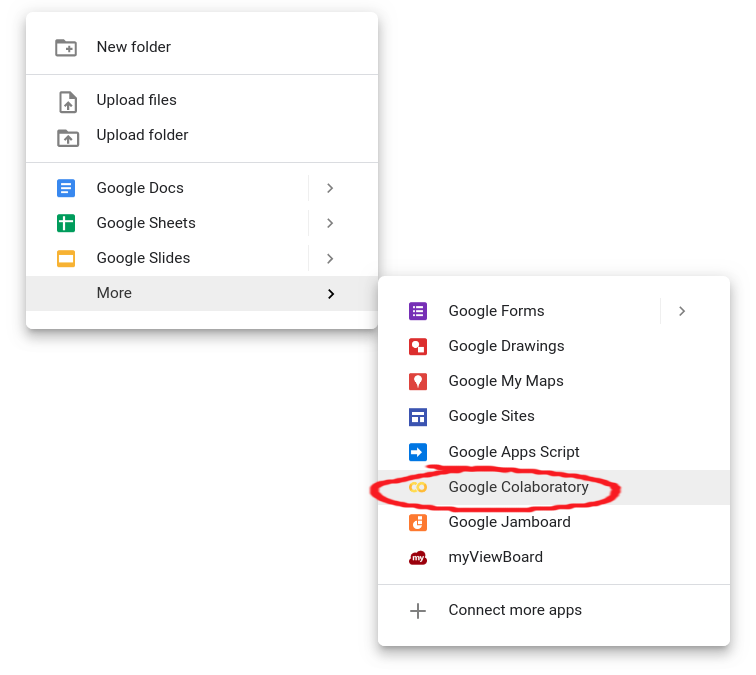 New folder
Upload files
Upload folder
Google Docs
Google Sheets
Google Slides
More
Google Forms
Google Drawings
Google My Maps
Google Sites
Google Apps Script
Google Colaboratory
Google Jamboard
my myViewBoard
Connect more apps